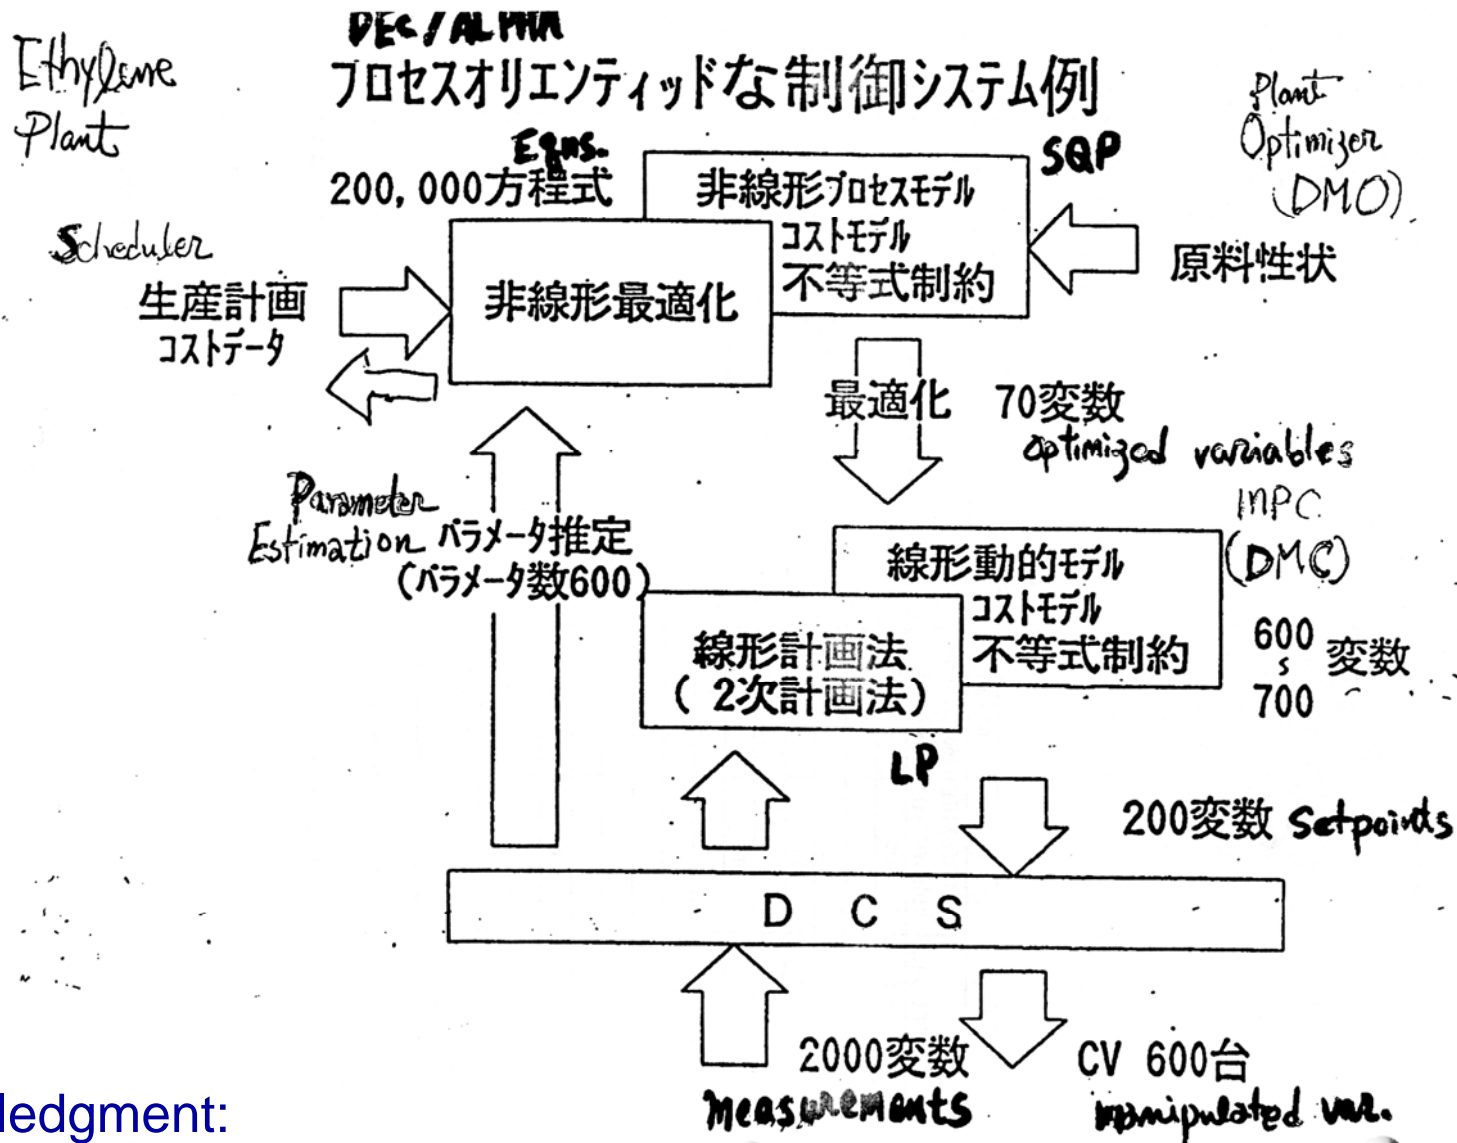 DEC/ALPHA
Ethylene
Plant
プロセスオリエンティッドな制御システム例
Plant
Optimizer
(DMO)
Eqns.
200,000方程式
SQP
非線形プロセスモデル
コストモデル
不等式制約
原料性状
Scheduler
生産計画
コストデータ
非線形最適化
最適化
70変数
optimized variables
Parameter
Estimation
パラメータ推定
(パラメータ数600)
MPC
(DMC)
線形動的モデル
コストモデル
不等式制約
600
~
700
変数
線形計画法
(2次計画法)
LP
200変数 setpoints
D C S
2000変数
measurements
CV 600台
manipulated var.
ledgment: